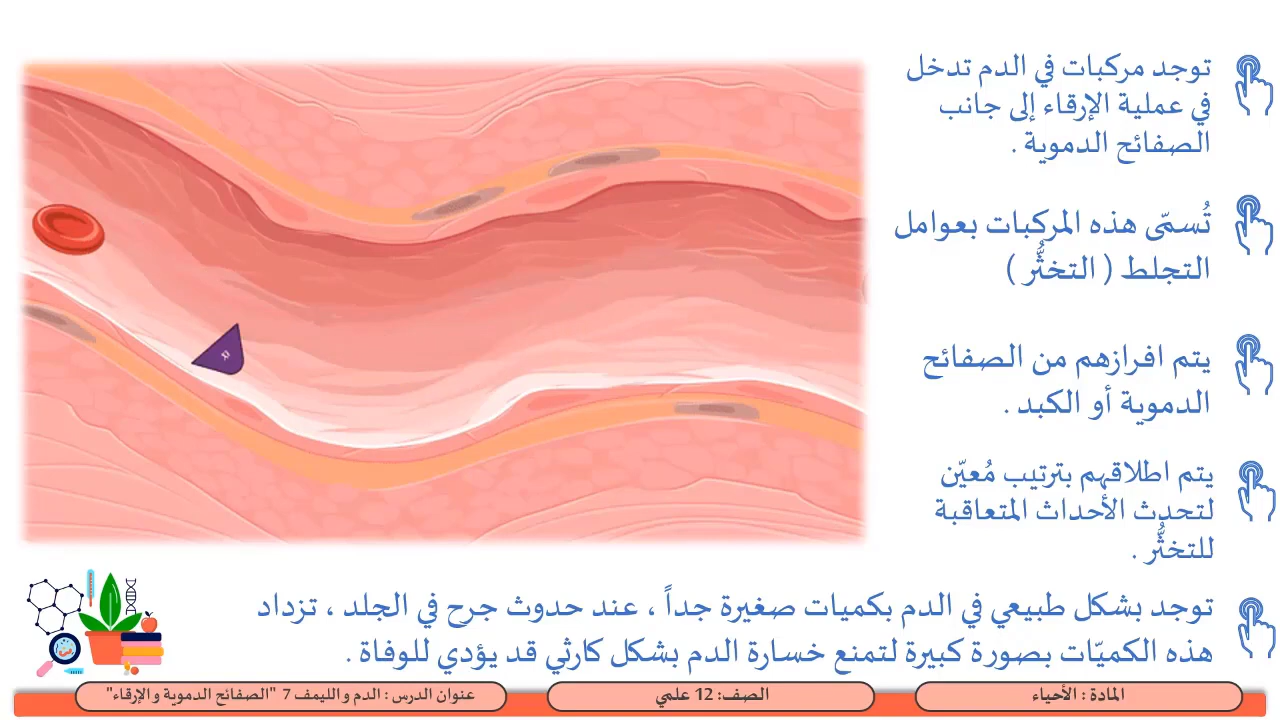 توجد مركبات في الدم تدخل
في عملية الإرقاء إلى جانب
الصفائح الدموية .
تُسمّى هذه المركبات بعوامل
التجلط ( التخثُّر )
يتم افرازهم من الصفائح
الدموية أو الكبد .
يتم اطلاقهم بترتيب مُعيّن
لتحدث الأحداث المتعاقبة
للتخثُّر .
توجد بشكل طبيعي في الدم بكميات صغيرة جداً ، عند حدوث جرح في الجلد ، تزداد
هذه الكميّات بصورة كبيرة لتمنع خسارة الدم بشكل كارثي قد يؤدي للوفاة .
المادة : الأحياء
الصف: 12 علمي
عنوان الدرس : الدم والليمف 7 "الصفائح الدموية والإرقاء"